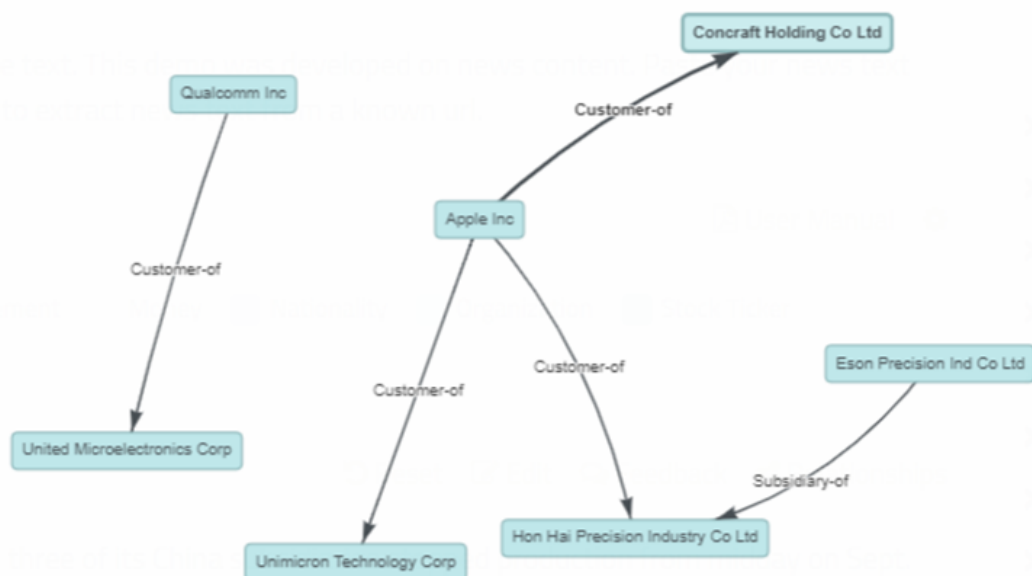 Concraft Holding Co Ltd
Qualcomm Inc
Customer-of
Apple Inc
Customer-of
Customer-of
Eson Precision Ind Co Ltd
Customer-of
United Microelectronics Corp
Subsidiary-of
Hon Hai Precision Industry Co Ltd
Unimicron Technology Corp